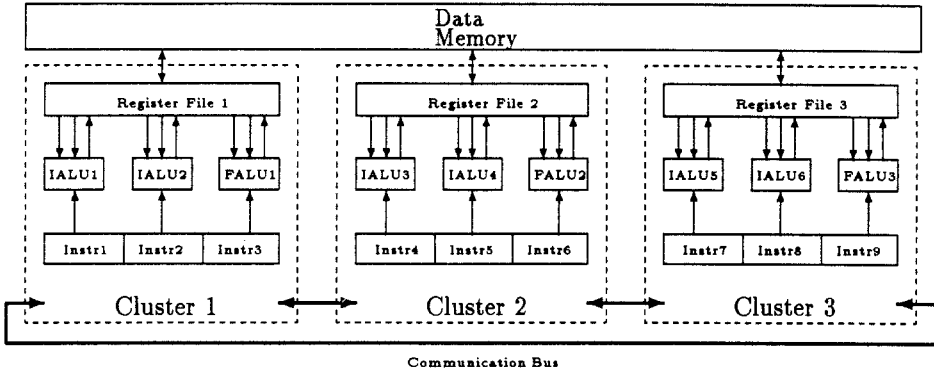 Data
Memory
Register File 1
Register File 2
Register File 3
IALU1 IALU2 FALU1
IALU3 IALU4 FALU2
IALU5 IALU6 FALU3
Instr1 Instr2 Instr3
Instr4 Instr5 Instr6
Instr7 Instr8 Instr9
Cluster 1
Cluster 2
Cluster 3
Communication Bus